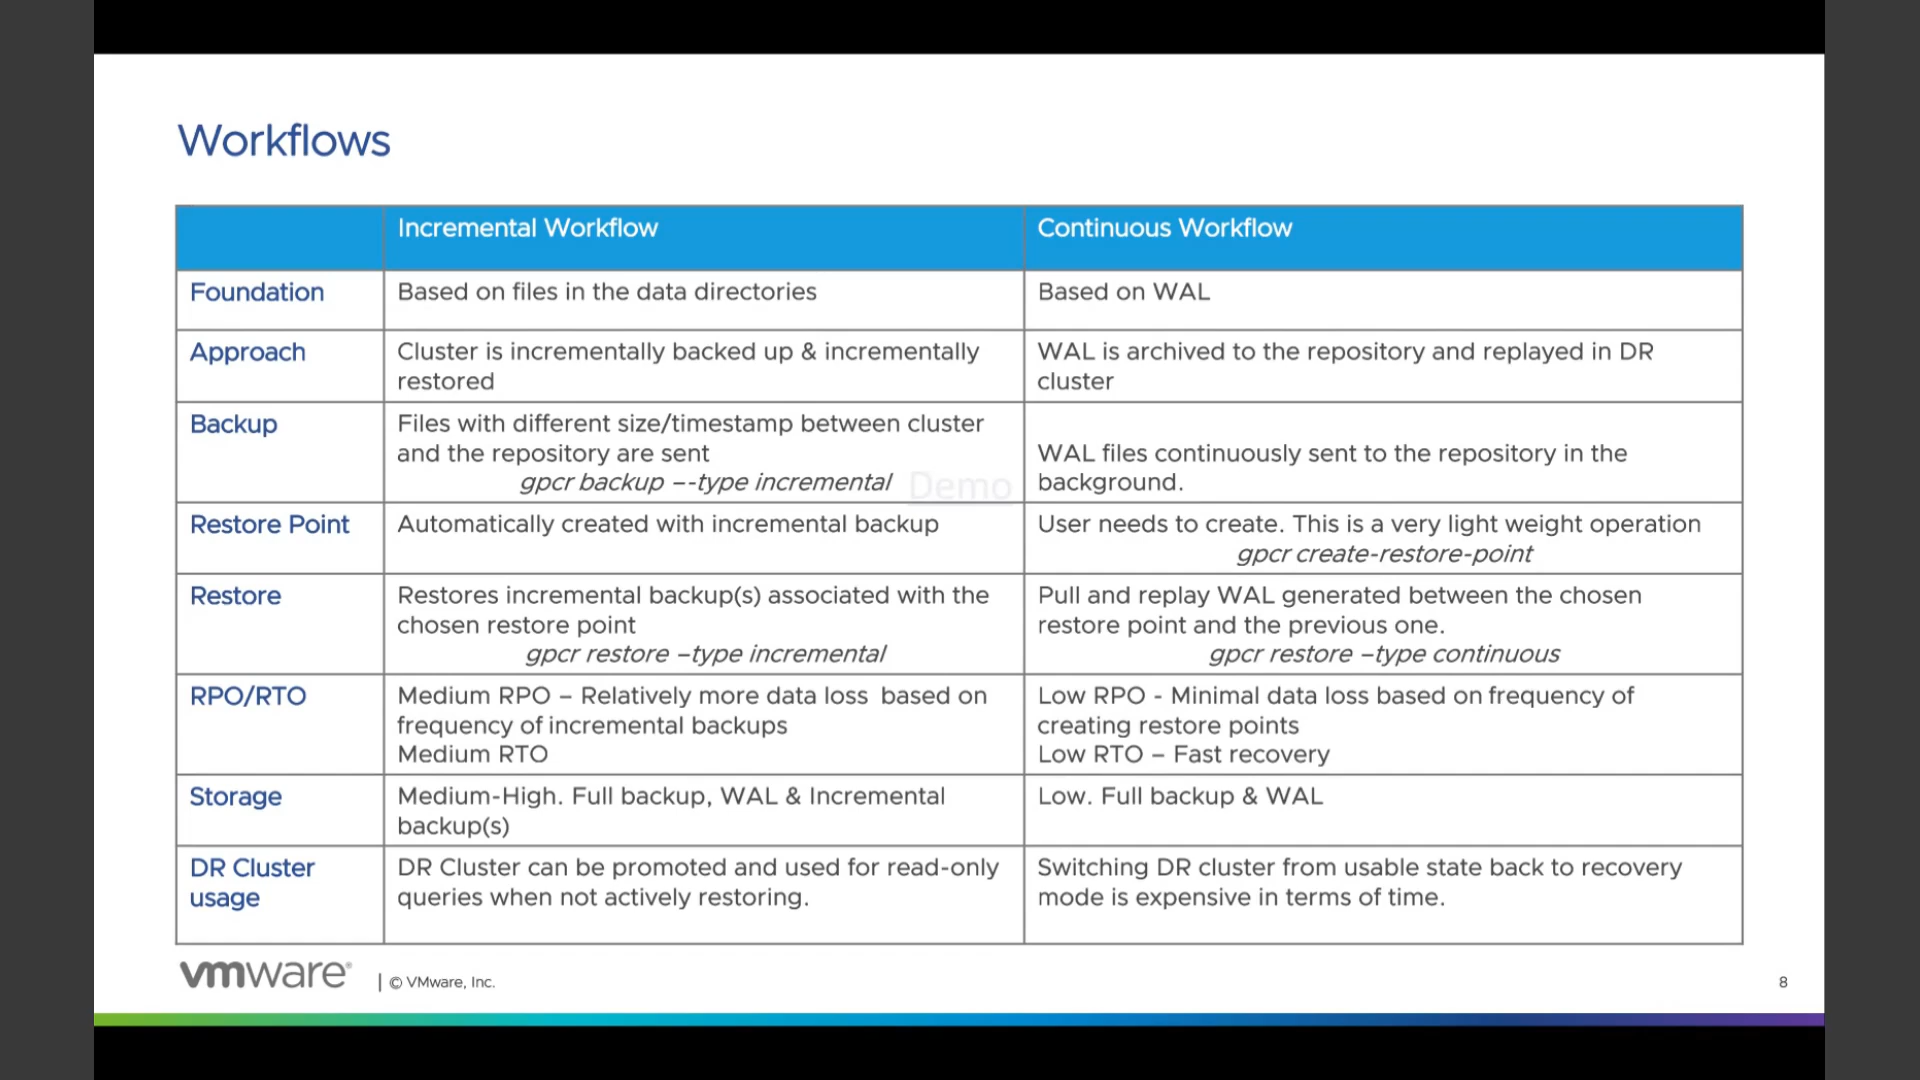 Workflows
Incremental Workflow
Continuous Workflow
Foundation
Based on files in the data directories
Based on WAL
Approach
Cluster is incrementally backed up & incrementally
restored
WAL is archived to the repository and replayed in DR
cluster
Backup
Files with different size/timestamp between cluster
and the repository are sent
gpcr backup –-type incremental
Demo
WAL files continuously sent to the repository in the
background.
Restore Point
Automatically created with incremental backup
User needs to create. This is a very light weight operation
gpcr create-restore-point
Restore
Restores incremental backup(s) associated with the
chosen restore point
gpcr restore –type incremental
Pull and replay WAL generated between the chosen
restore point and the previous one.
gpcr restore –type continuous
RPO/RTO
Medium RPO – Relatively more data loss based on
frequency of incremental backups
Medium RTO
Low RPO - Minimal data loss based on frequency of
creating restore points
Low RTO – Fast recovery
Storage
Medium-High. Full backup, WAL & Incremental
backup(s)
Low. Full backup & WAL
DR Cluster
usage
DR Cluster can be promoted and used for read-only
queries when not actively restoring.
Switching DR cluster from usable state back to recovery
mode is expensive in terms of time.
vmware® | © VMware, Inc.
8